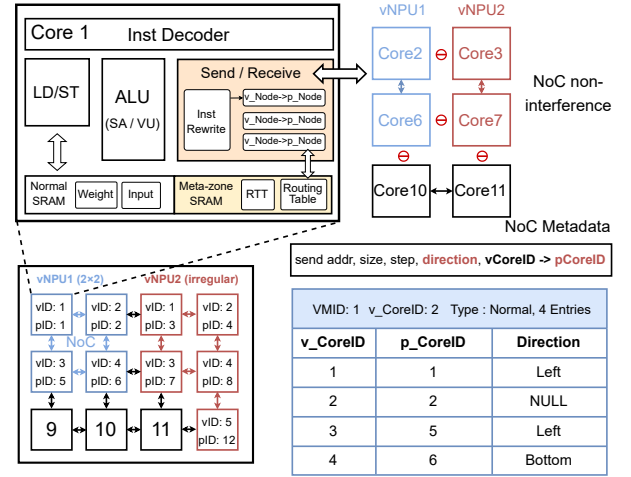 Core 1
Inst Decoder
LD/ST
ALU
(SA / VU)
Send / Receive
Inst
Rewrite
v_Node->p_Node
v_Node->p_Node
v_Node->p_Node
Normal
SRAM
Weight
Input
Meta-zone
SRAM
RTT
Routing
Table
vNPU1
vNPU2
Core2
Core3
Core6
Core7
Core10
Core11
NoC non-
interference
NoC Metadata
send addr, size, step, direction, vCoreID -> pCoreID
vNPU1 (2×2)
vNPU2 (irregular)
vID: 1
pID: 1
vID: 2
pID: 2
vID: 1
pID: 3
vID: 2
pID: 4
NoC
vID: 3
pID: 5
vID: 4
pID: 6
vID: 3
pID: 7
vID: 4
pID: 8
9
10
11
vID: 5
pID: 12
VMID: 1 v_CoreID: 2 Type : Normal, 4 Entries
v_CoreID p_CoreID Direction
1 1 Left
2 2 NULL
3 5 Left
4 6 Bottom